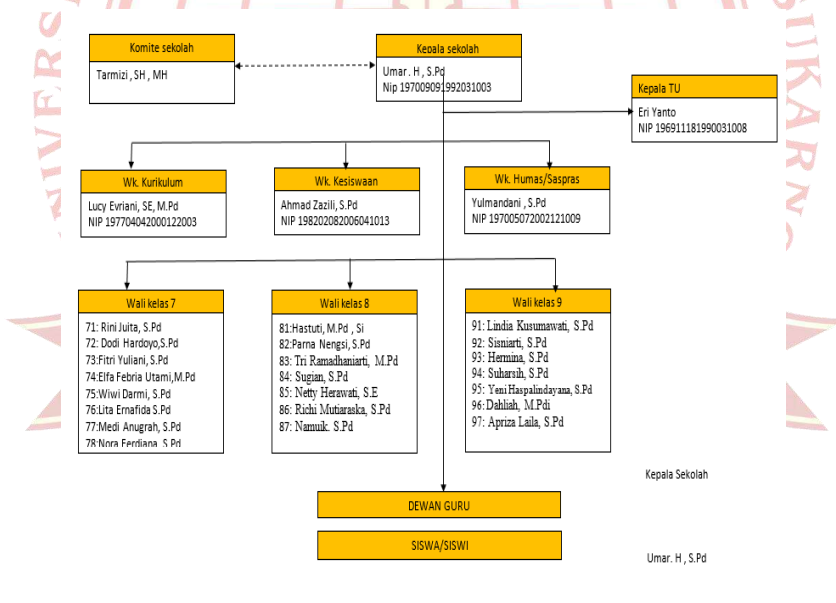 Komite sekolah
Tarmizi , SH , MH
Kepala sekolah
Umar . H , S.Pd
Nip 197009091992031003
Kepala TU
Eri Yanto
NIP 196911181990031008
Wk. Kurikulum
Lucy Evriani, SE, M.Pd
NIP 197704042000122003
Wk. Kesiswaan
Ahmad Zazili, S.Pd
NIP 198202082006041013
Wk. Humas/Saspras
Yulmandani , S.Pd
NIP 197005072002121009
Wali kelas 7
71: Rini Juita, S.Pd
72: Dodi Hardoyo,S.Pd
73:Fitri Yuliani, S.Pd
74:Elfa Febria Utami,M.Pd
75:Wiwi Darmi, S.Pd
76:Lita Ernafida S.Pd
77:Medi Anugrah, S.Pd
78:Nora Ferdiana, S.Pd
Wali kelas 8
81:Hastuti, M.Pd , Si
82:Parna Nengsi, S.Pd
83: Tri Ramadhaniarti, M.Pd
84: Sugian, S.Pd
85: Netty Herawati, S.E
86: Richi Mutiaraska, S.Pd
87: Namuik. S.Pd
Wali kelas 9
91: Lindia Kusumawati, S.Pd
92: Sisniarti, S.Pd
93: Hermina, S.Pd
94: Suharsih, S.Pd
95: Yeni Haspalindayana, S.Pd
96: Dahliah, M.Pdi
97: Apriza Laila, S.Pd
DEWAN GURU
SISWA/SISWI
Kepala Sekolah
Umar. H , S.Pd